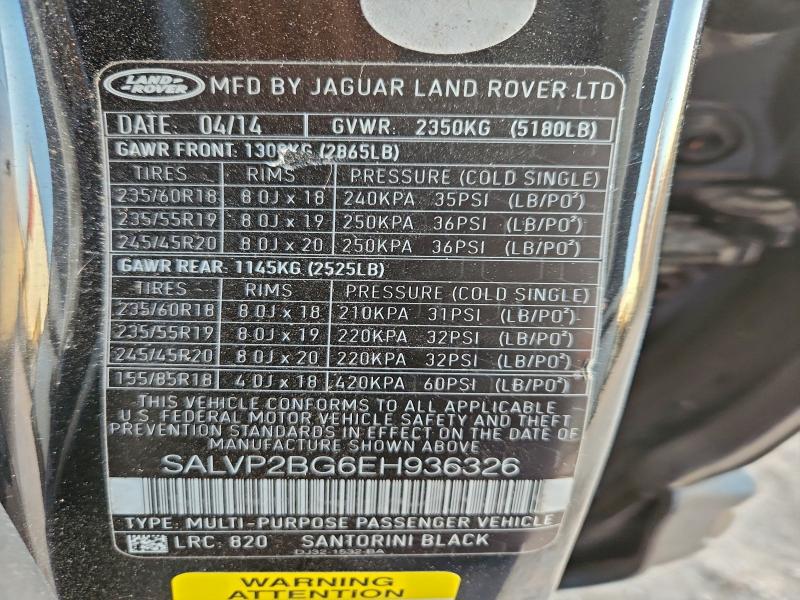 LAND ROVER MFD BY JAGUAR LAND ROVER LTD
DATE: 04/14 GVWR: 2350KG (5180LB)
GAWR FRONT: 1300KG (2865LB)
TIRES RIMS PRESSURE (COLD SINGLE)
235/60R18 8.0J x 18 240KPA 35PSI (LB/PO²)
235/55R19 8.0J x 19 250KPA 36PSI (LB/PO²)
245/45R20 8.0J x 20 250KPA 36PSI (LB/PO²)
GAWR REAR: 1145KG (2525LB)
TIRES RIMS PRESSURE (COLD SINGLE)
235/60R18 8.0J x 18 210KPA 31PSI (LB/PO²)
235/55R19 8.0J x 19 220KPA 32PSI (LB/PO²)
245/45R20 8.0J x 20 220KPA 32PSI (LB/PO²)
155/85R18 4.0J x 18 420KPA 60PSI (LB/PO²)
THIS VEHICLE CONFORMS TO ALL APPLICABLE
U.S. FEDERAL MOTOR VEHICLE SAFETY AND THEFT
PREVENTION STANDARDS IN EFFECT ON THE DATE OF
MANUFACTURE SHOWN ABOVE
SALVP2BG6EH936326
TYPE: MULTI-PURPOSE PASSENGER VEHICLE
LRC: 820 SANTORINI BLACK
DJ32-1532-BA
WARNING
ATTENTION